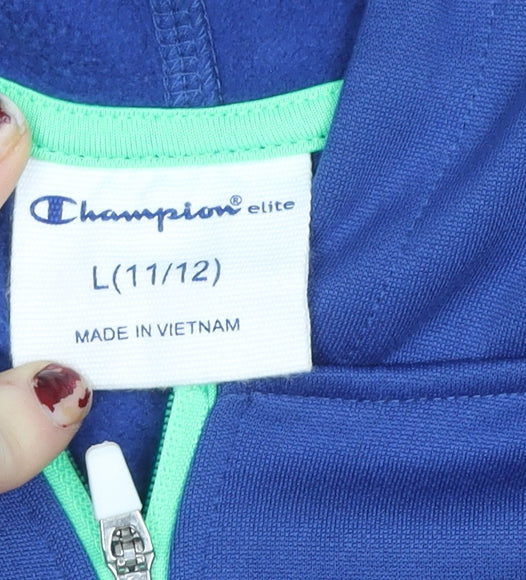 Champion® elite
L(11/12)
MADE IN VIETNAM